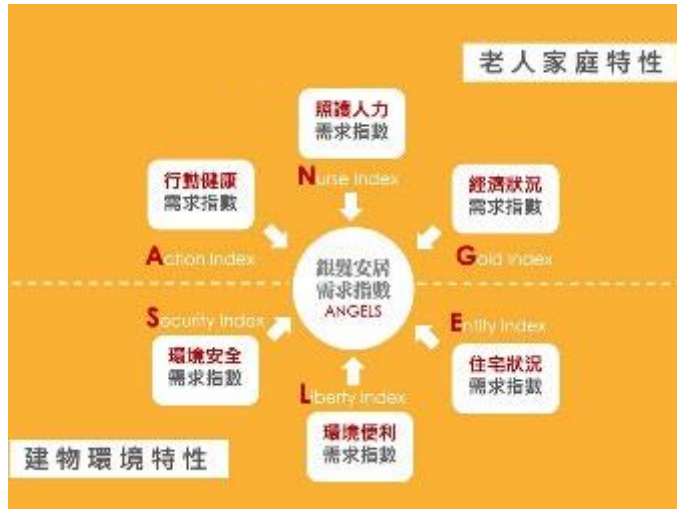 老人家庭特性
照護人力
需求指數
Nurse Index
行動健康
需求指數
Action Index
經濟狀況
需求指數
Gold Index
銀髮安居
需求指數
ANGELS
Security Index
環境安全
需求指數
Entity Index
住宅狀況
需求指數
Liberty Index
環境便利
需求指數
建物環境特性